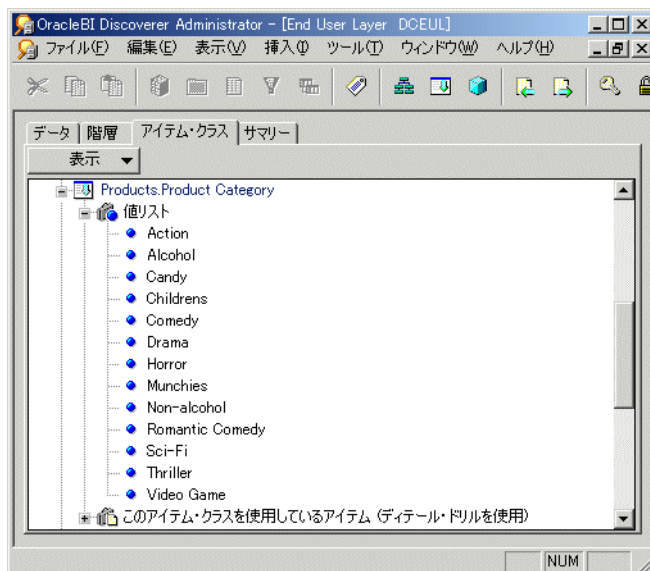 OracleBI Discoverer Administrator - [End User Layer DCEUL]
ファイル(F) 編集(E) 表示(V) 挿入(I) ツール(T) ウィンドウ(W) ヘルプ(H)
データ 階層 アイテム・クラス サマリー
表示
Products.Product Category
値リスト
Action
Alcohol
Candy
Childrens
Comedy
Drama
Horror
Munchies
Non-alcohol
Romantic Comedy
Sci-Fi
Thriller
Video Game
このアイテム・クラスを使用しているアイテム (ディテール・ドリルを使用)
NUM